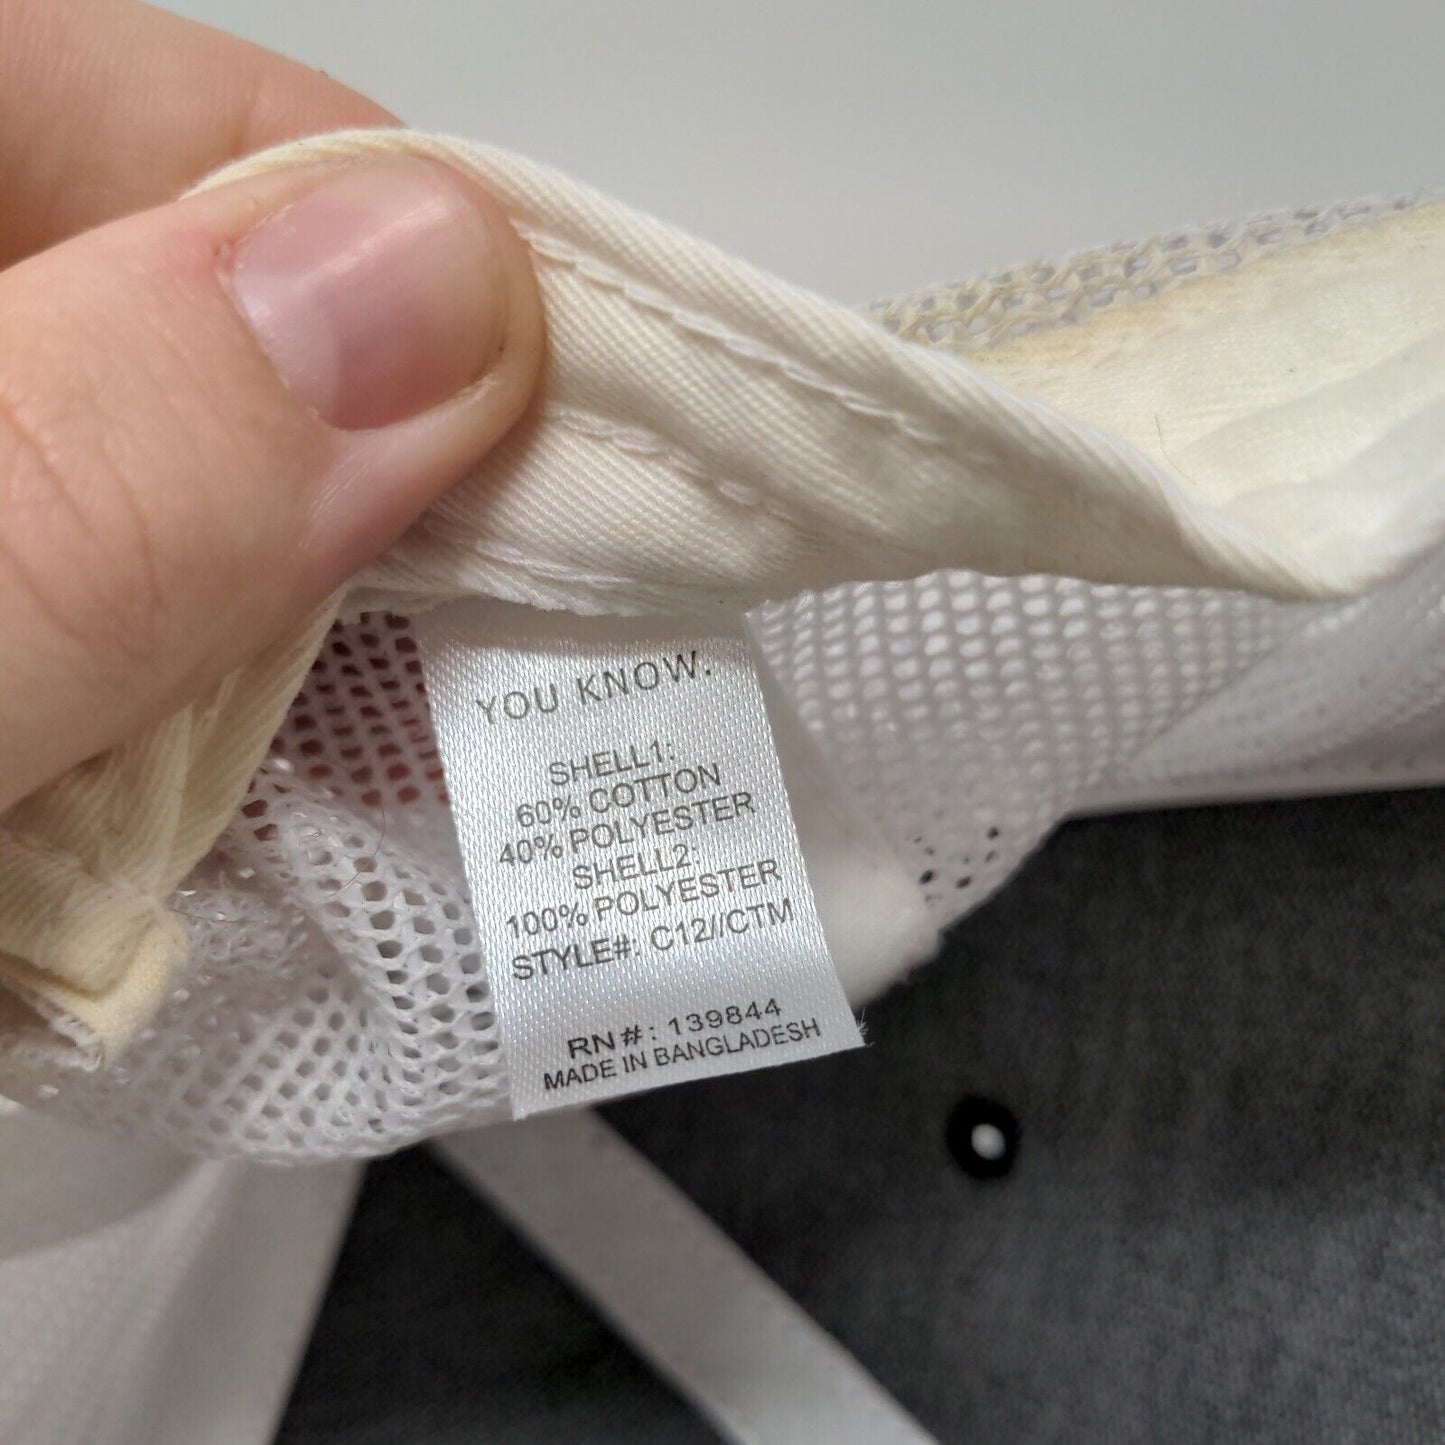 YOU KNOW.
SHELL1:
60% COTTON
40% POLYESTER
SHELL2:
100% POLYESTER
STYLE#: C12//CTM
RN#: 139844
MADE IN BANGLADESH